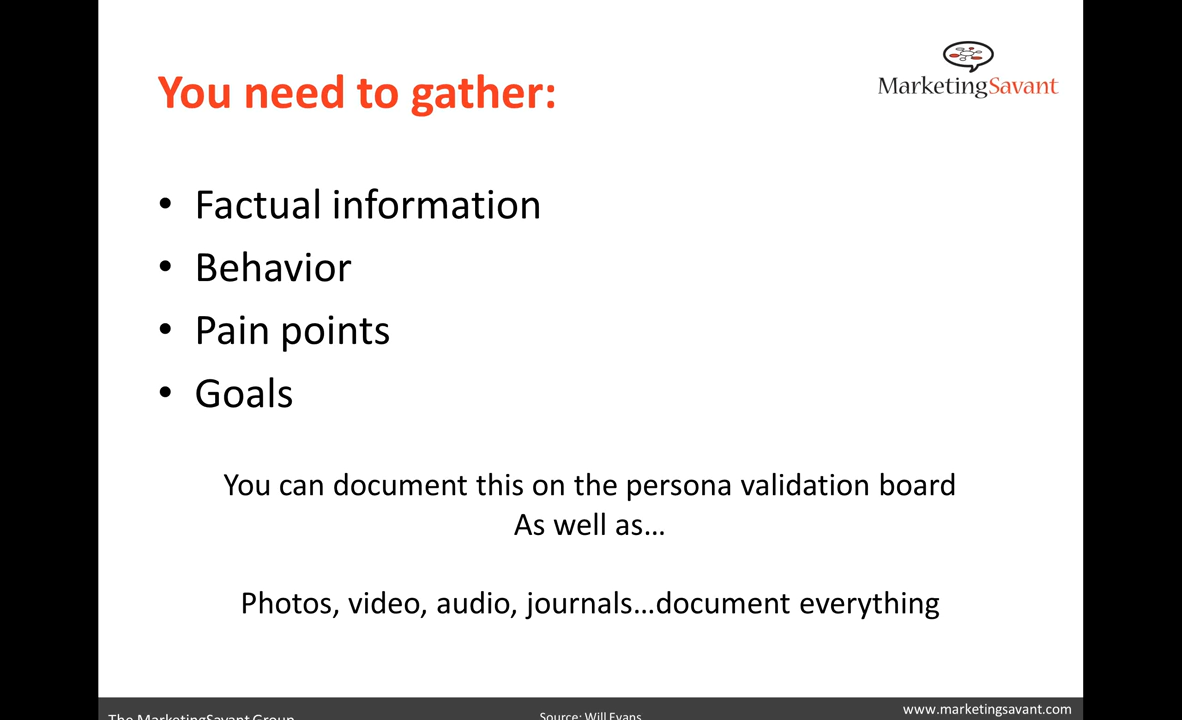 You need to gather:
MarketingSavant
• Factual information
• Behavior
• Pain points
• Goals
You can document this on the persona validation board
As well as…
Photos, video, audio, journals…document everything
The MarketingSavant Group
Source: Will Evans
www.marketingsavant.com